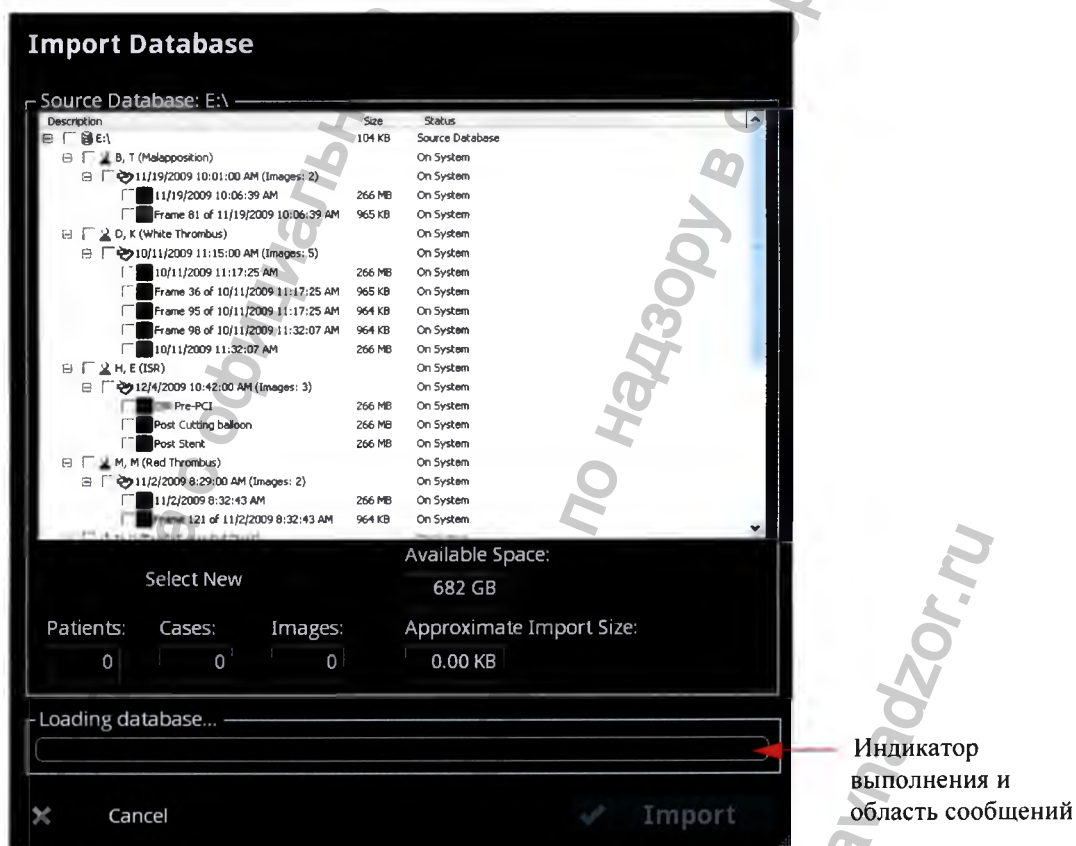 Import Database
Source Database: E:\
Description Size Status
E:\ 104 KB Source Database
B, T (Malapposition) On System
11/19/2009 10:01:00 AM (Images: 2) On System
11/19/2009 10:06:39 AM 266 MB On System
Frame 81 of 11/19/2009 10:06:39 AM 965 KB On System
D, K (White Thrombus) On System
10/11/2009 11:15:00 AM (Images: 5) On System
10/11/2009 11:17:25 AM 266 MB On System
Frame 36 of 10/11/2009 11:17:25 AM 965 KB On System
Frame 95 of 10/11/2009 11:17:25 AM 964 KB On System
Frame 98 of 10/11/2009 11:32:07 AM 964 KB On System
10/11/2009 11:32:07 AM 266 MB On System
H, E (ISR) On System
12/4/2009 10:42:00 AM (Images: 3) On System
Pre-PCI 266 MB On System
Post Cutting balloon 266 MB On System
Post Stent 266 MB On System
M, M (Red Thrombus) On System
11/2/2009 8:29:00 AM (Images: 2) On System
11/2/2009 8:32:43 AM 266 MB On System
Frame 121 of 11/2/2009 8:32:43 AM 964 KB On System
Available Space:
Select New
682 GB
Patients: Cases: Images: Approximate Import Size:
0 0 0 0.00 KB
Loading database...
Cancel Import
Индикатор
выполнения и
область сообщений
по надзору в с